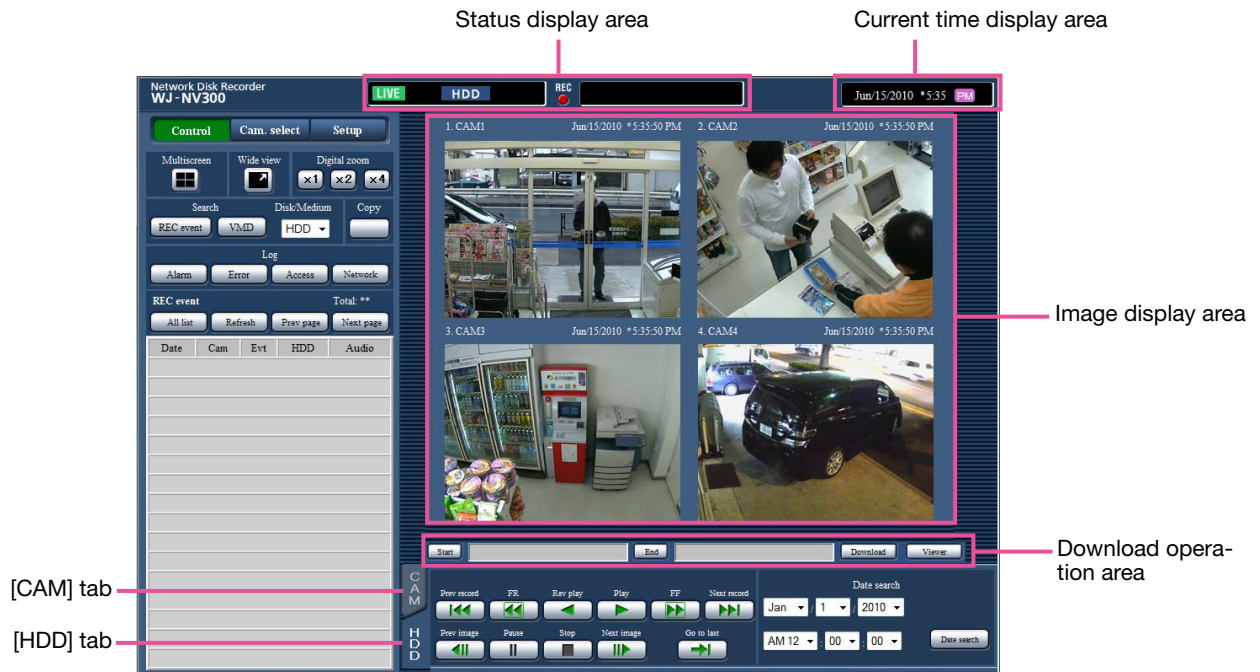 Status display area
Current time display area
Network Disk Recorder
WJ-NV300
LIVE HDD REC
Jun/15/2010 *5:35 PM
Control Cam. select Setup
Multiscreen Wide view Digital zoom
x1 x2 x4
Search Disk/Medium Copy
REC event VMD HDD
Log
Alarm Error Access Network
REC event Total: **
All list Refresh Prev page Next page
Date Cam Evt HDD Audio
1. CAM1 Jun/15/2010 *5:35:50 PM
2. CAM2 Jun/15/2010 *5:35:50 PM
3. CAM3 Jun/15/2010 *5:35:50 PM
4. CAM4 Jun/15/2010 *5:35:50 PM
Image display area
Start End Download Viewer
Download opera-
tion area
[CAM] tab
[HDD] tab
CAM
HDD
Prev record FR Rev play Play FF Next record
Prev image Pause Stop Next image Go to last
Date search
Jan / 1 / 2010
AM 12 : 00 : 00 Date search